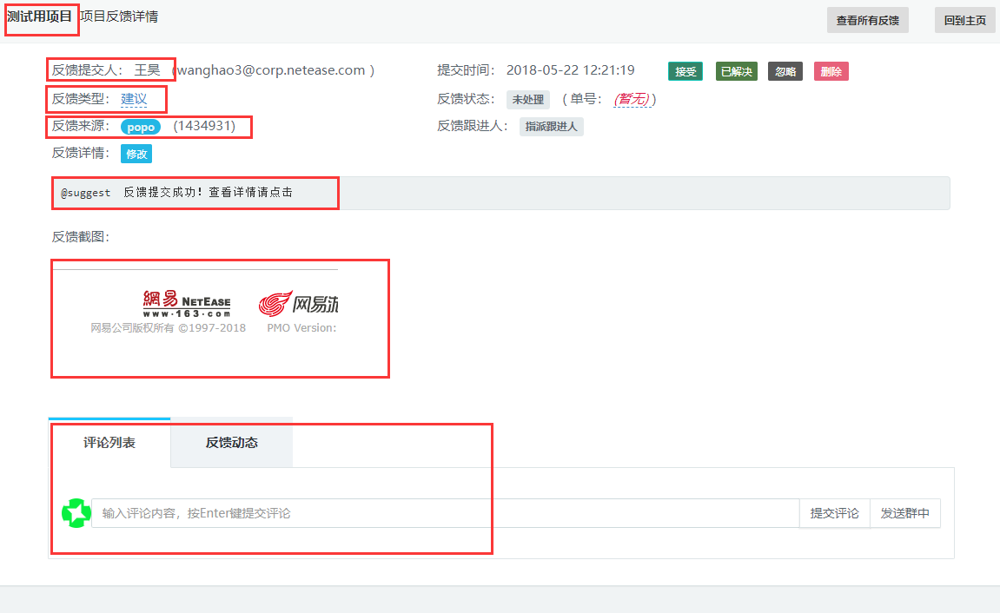 测试用项目 项目反馈详情 查看所有反馈 回到主页
反馈提交人： 王昊 （wanghao3@corp.netease.com ） 提交时间： 2018-05-22 12:21:19 接受 已解决 忽略 删除
反馈类型： 建议 反馈状态： 未处理 （ 单号： (暂无) ）
反馈来源： popo (1434931) 反馈跟进人： 指派跟进人
反馈详情： 修改
@suggest 反馈提交成功！查看详情请点击
反馈截图：
網易 NETEASE 网易
www.163.com
网易公司版权所有 ©1997-2018 PMO Version:
评论列表 反馈动态
输入评论内容，按Enter键提交评论 提交评论 发送群中